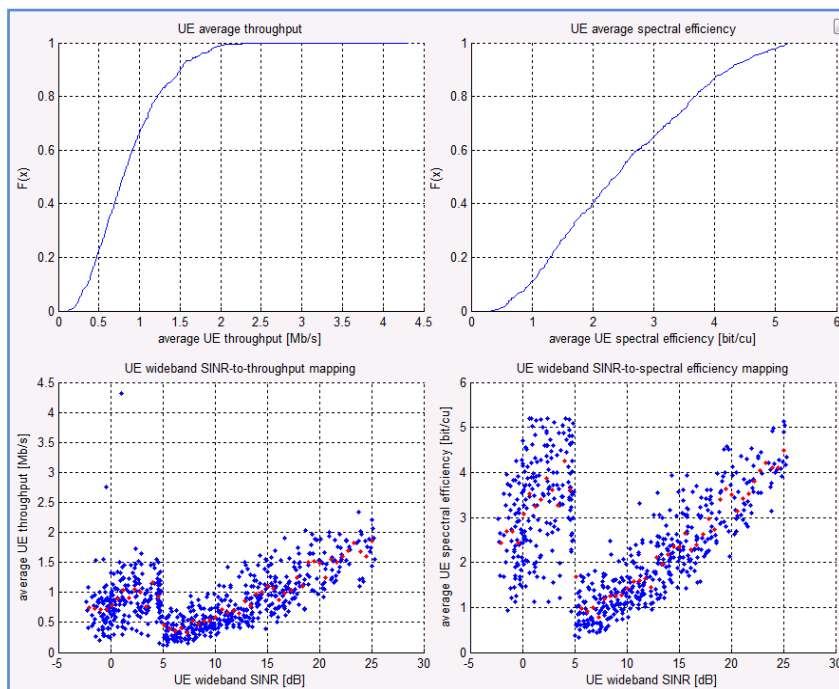 UE average throughput
1
0.8
0.6
0.4
0.2
0
F(x)
0 0.5 1 1.5 2 2.5 3 3.5 4 4.5
average UE throughput [Mb/s]
UE average spectral efficiency
1
0.8
0.6
0.4
0.2
0
F(x)
1 2 3 4 5 6
average UE spectral efficiency [bit/cu]
UE wideband SINR-to-throughput mapping
4.5
4
3.5
3
2.5
2
1.5
1
0.5
0
average UE throughput [Mb/s]
-5 0 5 10 15 20 25 30
UE wideband SINR [dB]
UE wideband SINR-to-spectral efficiency mapping
6
5
4
3
2
1
0
average UE specctral efficiency [bit/cu]
-5 0 5 10 15 20 25 30
UE wideband SINR [dB]